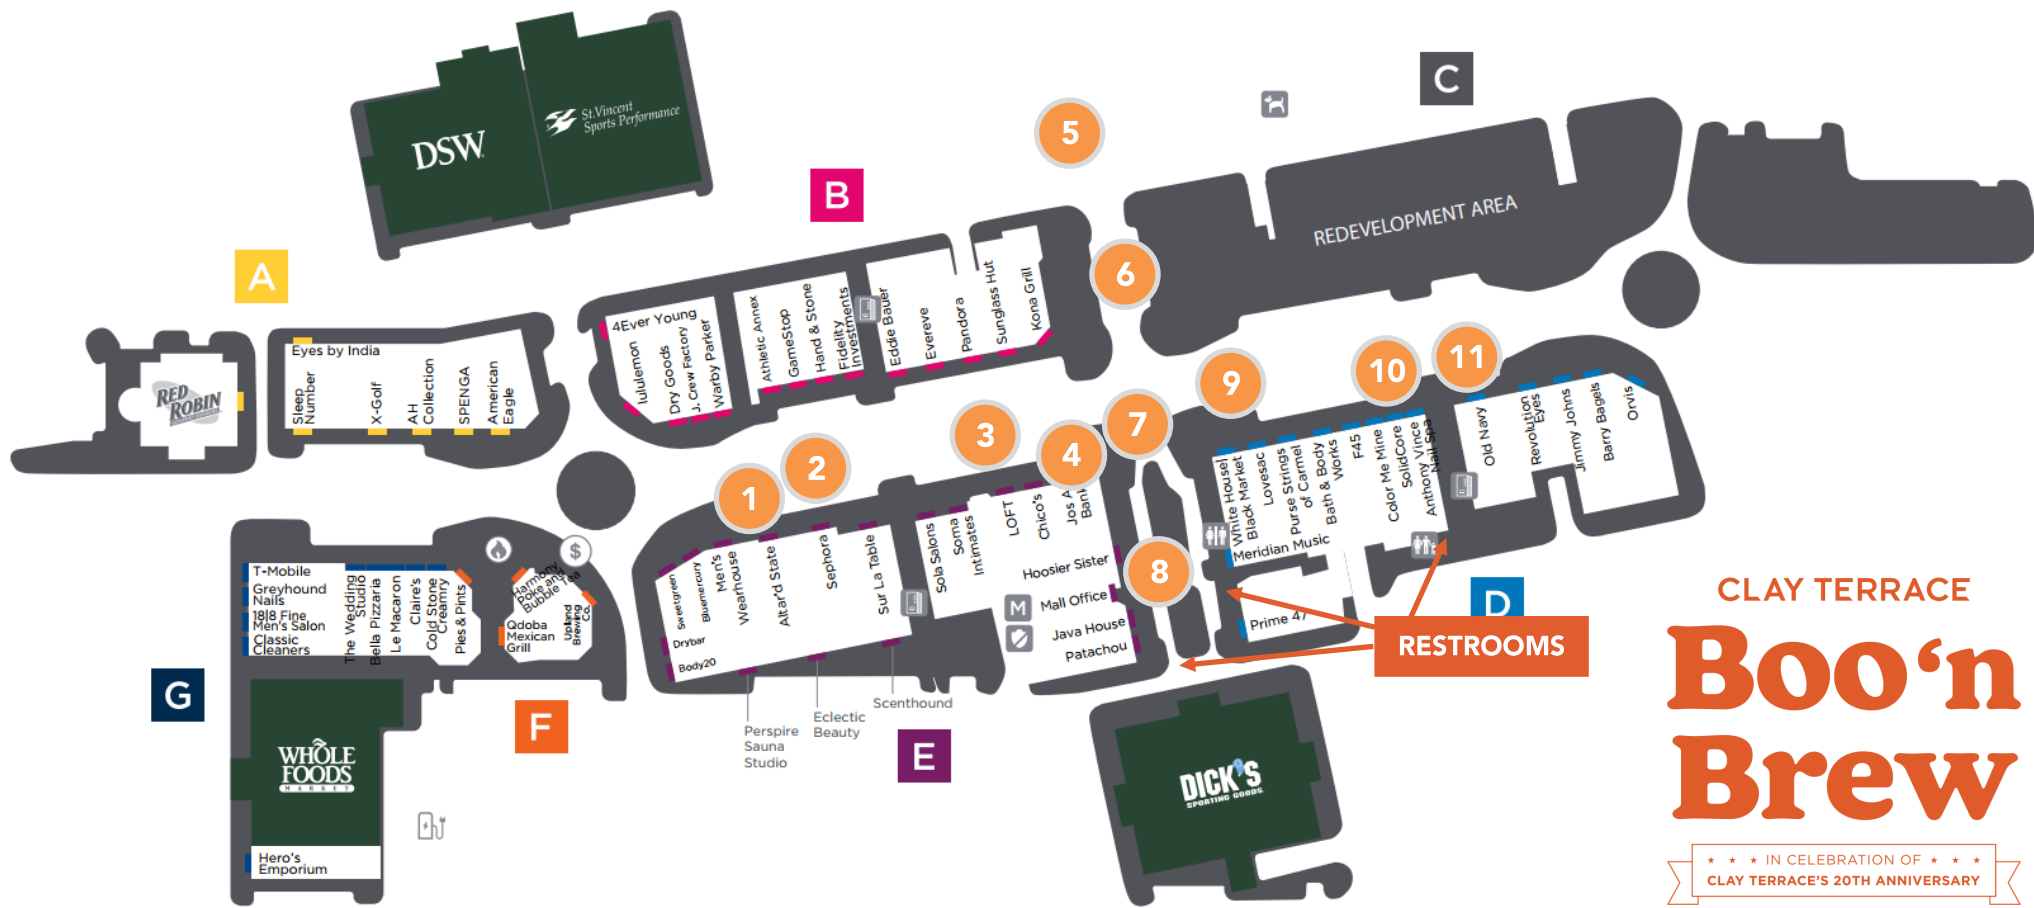 DSW
St.Vincent
Sports Performance
A
B
C
5
6
REDEVELOPMENT AREA
RED
ROBIN
Eyes by India
Sleep
Number
X-Golf
AH
Collection
SPENGA
American
Eagle
4Ever Young
lululemon
Dry Goods
J. Crew Factory
Warby Parker
Athletic Annex
GameStop
Hand & Stone
Fidelity
Investments
Eddie Bauer
Evereve
Pandora
Sunglass Hut
Kona Grill
1
2
3
4
7
8
9
10
11
Sweetgreen
Bluemercury
Men's
Wearhouse
Altar'd State
Sephora
Sur La Table
Drybar
Body20
Sola Salons
Soma
Intimates
LOFT
Chico's
Jos A
Bank
Hoosier Sister
M
Mall Office
Java House
Patachou
White House|
Black Market
Lovesac
Purse Strings
of Carmel
Bath & Body
Works
F45
Color Me Mine
SolidCore
Anthony Vince
Nail Spa
Meridian Music
Prime 47
Old Navy
Revolution
Eyes
Jimmy Johns
Barry Bagels
Orvis
D
RESTROOMS
T-Mobile
Greyhound
Nails
18|8 Fine
Men's Salon
Classic
Cleaners
The Wedding
Studio
Bella Pizzaria
Le Macaron
Claire's
Cold Stone
Creamry
Pies & Pints
$
Harmony
Poke and
Bubble Tea
Upland
Brewing
Co.
Qdoba
Mexican
Grill
G
F
E
Perspire
Sauna
Studio
Eclectic
Beauty
Scenthound
WHOLE
FOODS
MARKET
Hero's
Emporium
DICK'S
SPORTING GOODS
CLAY TERRACE
Boo‘n
Brew
IN CELEBRATION OF
CLAY TERRACE'S 20TH ANNIVERSARY